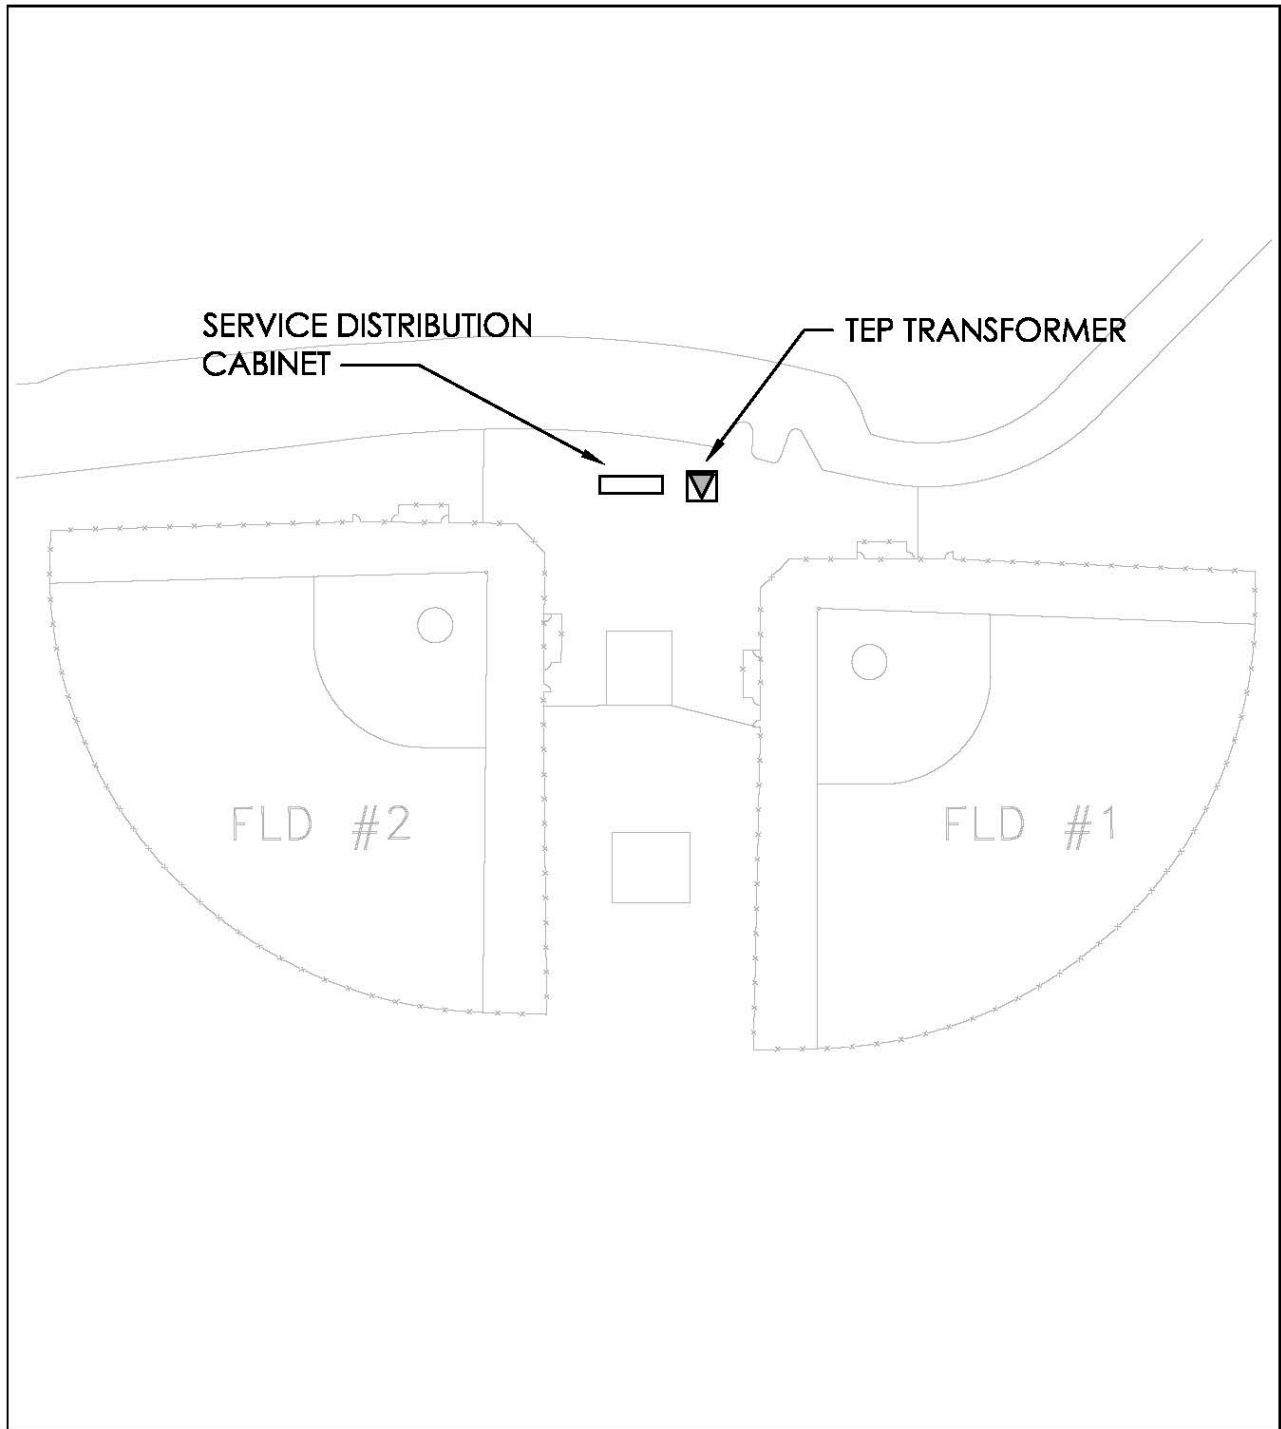 SERVICE DISTRIBUTION
CABINET
TEP TRANSFORMER
FLD #2
FLD #1